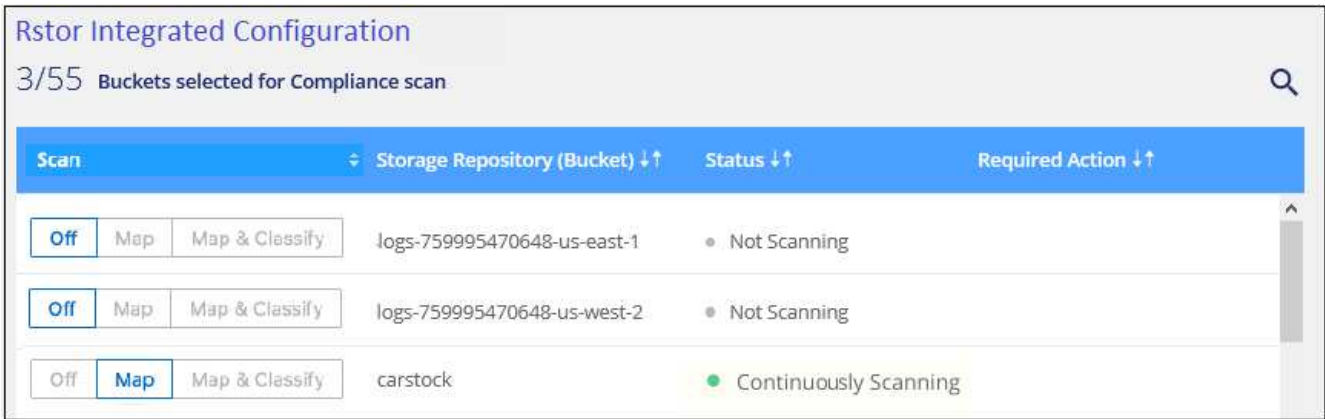 Rstor Integrated Configuration
3/55 Buckets selected for Compliance scan
Scan Storage Repository (Bucket) ↓↑ Status ↓↑ Required Action ↓↑
Off Map Map & Classify logs-759995470648-us-east-1 Not Scanning
Off Map Map & Classify logs-759995470648-us-west-2 Not Scanning
Off Map Map & Classify carstock Continuously Scanning